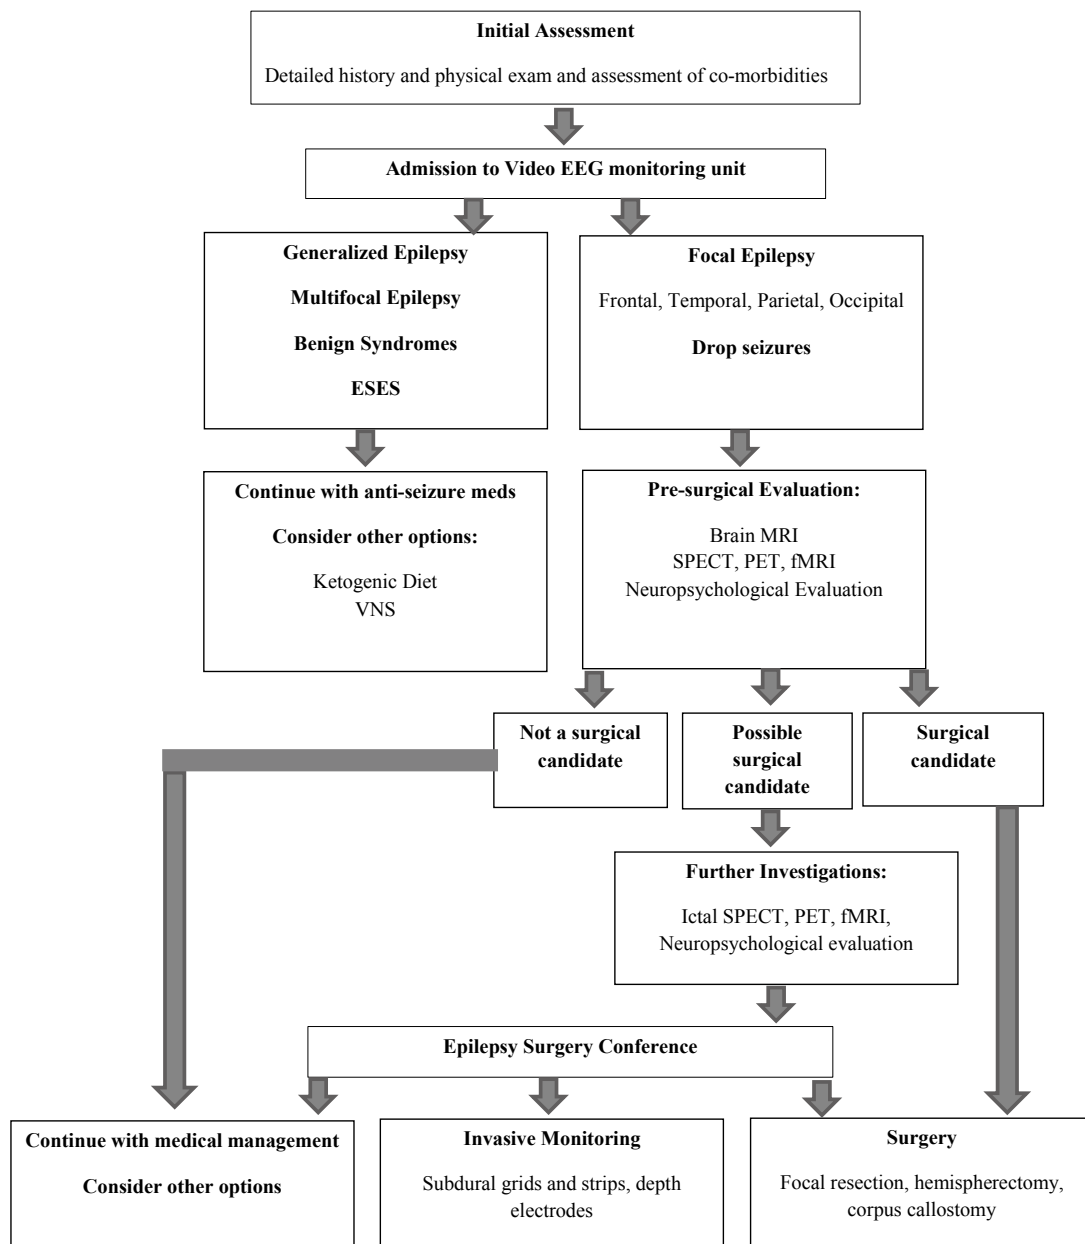 Initial Assessment
Detailed history and physical exam and assessment of co-morbidities
Admission to Video EEG monitoring unit
Generalized Epilepsy
Multifocal Epilepsy
Benign Syndromes
ESES
Focal Epilepsy
Frontal, Temporal, Parietal, Occipital
Drop seizures
Continue with anti-seizure meds
Consider other options:
Ketogenic Diet
VNS
Pre-surgical Evaluation:
Brain MRI
SPECT, PET, fMRI
Neuropsychological Evaluation
Not a surgical
candidate
Possible
surgical
candidate
Surgical
candidate
Further Investigations:
Ictal SPECT, PET, fMRI,
Neuropsychological evaluation
Epilepsy Surgery Conference
Continue with medical management
Consider other options
Invasive Monitoring
Subdural grids and strips, depth
electrodes
Surgery
Focal resection, hemispherectomy,
corpus callostomy